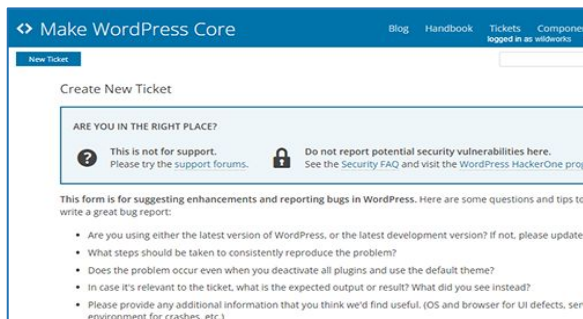 Make WordPress Core
Blog Handbook Tickets
logged in as wildworks
New Ticket
Create New Ticket
ARE YOU IN THE RIGHT PLACE?
This is not for support.
Please try the support forums.
Do not report potential security vulnerabilities here.
See the Security FAQ and visit the WordPress HackerOne
This form is for suggesting enhancements and reporting bugs in WordPress. Here are some questions and tips to
write a great bug report:
Are you using either the latest version of WordPress, or the latest development version? If not, please update
What steps should be taken to consistently reproduce the problem?
Does the problem occur even when you deactivate all plugins and use the default theme?
In case it's relevant to the ticket, what is the expected output or result? What did you see instead?
Please provide any additional information that you think we'd find useful. (OS and browser for UI defects,
environment for crashes, etc.)